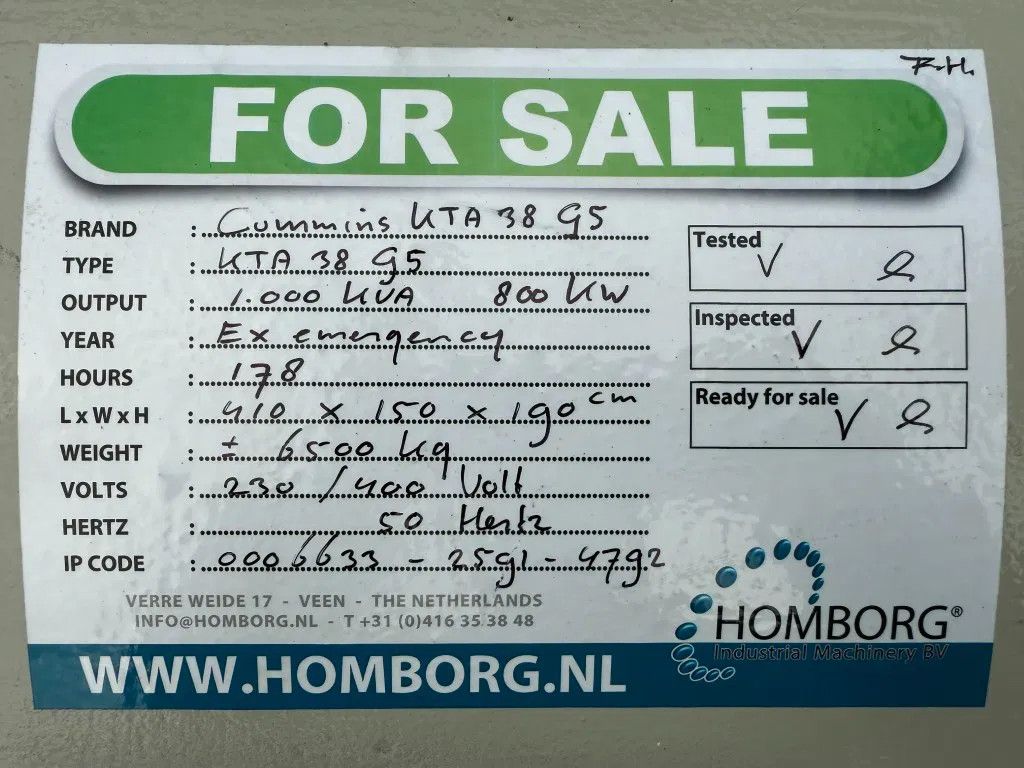 FOR SALE
BRAND : Cummins KTA 38 G5
TYPE : KTA 38 G5
OUTPUT : 1.000 KVA 800 KW
YEAR : Ex emergency
HOURS : 178
L x W x H : 410 x 150 x 190 cm
WEIGHT : ± 6500 kg
VOLTS : 230 / 400 Volt
HERTZ : 50 Hertz
IP CODE : 0006633 - 2591 - 4792
Tested ✓
Inspected ✓
Ready for sale ✓
VERRE WEIDE 17 - VEEN - THE NETHERLANDS
INFO@HOMBORG.NL - T +31 (0)416 35 38 48
HOMBORG®
Industrial Machinery BV
WWW.HOMBORG.NL